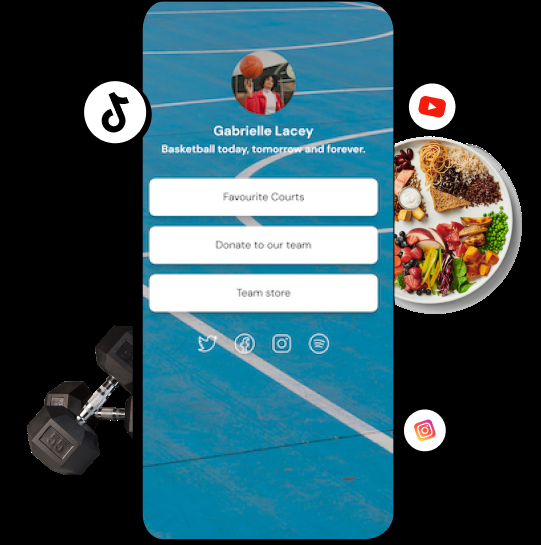 Gabrielle Lacey
Basketball today, tomorrow and forever.
Favourite Courts
Donate to our team
Team store